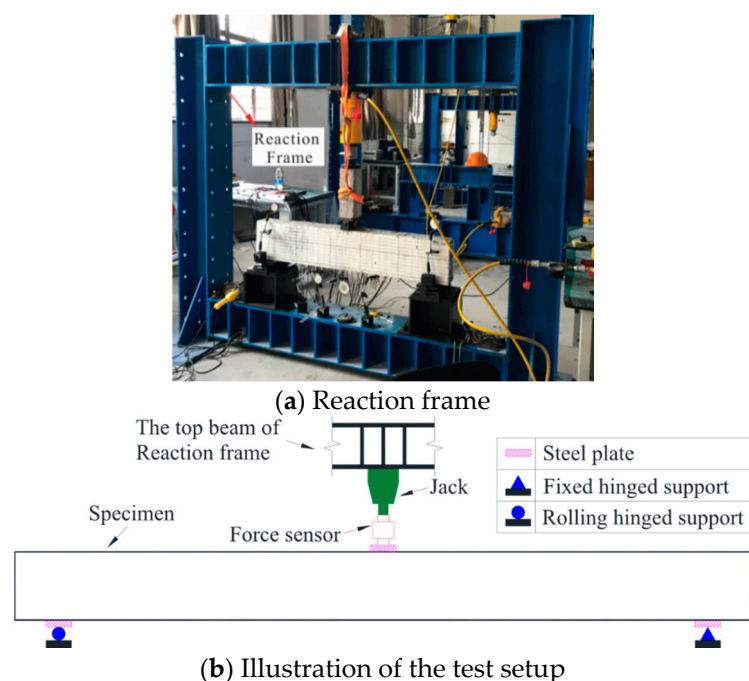 Reaction
Frame
(a) Reaction frame
The top beam of
Reaction frame
Jack
Specimen
Force sensor
Steel plate
Fixed hinged support
Rolling hinged support
(b) Illustration of the test setup